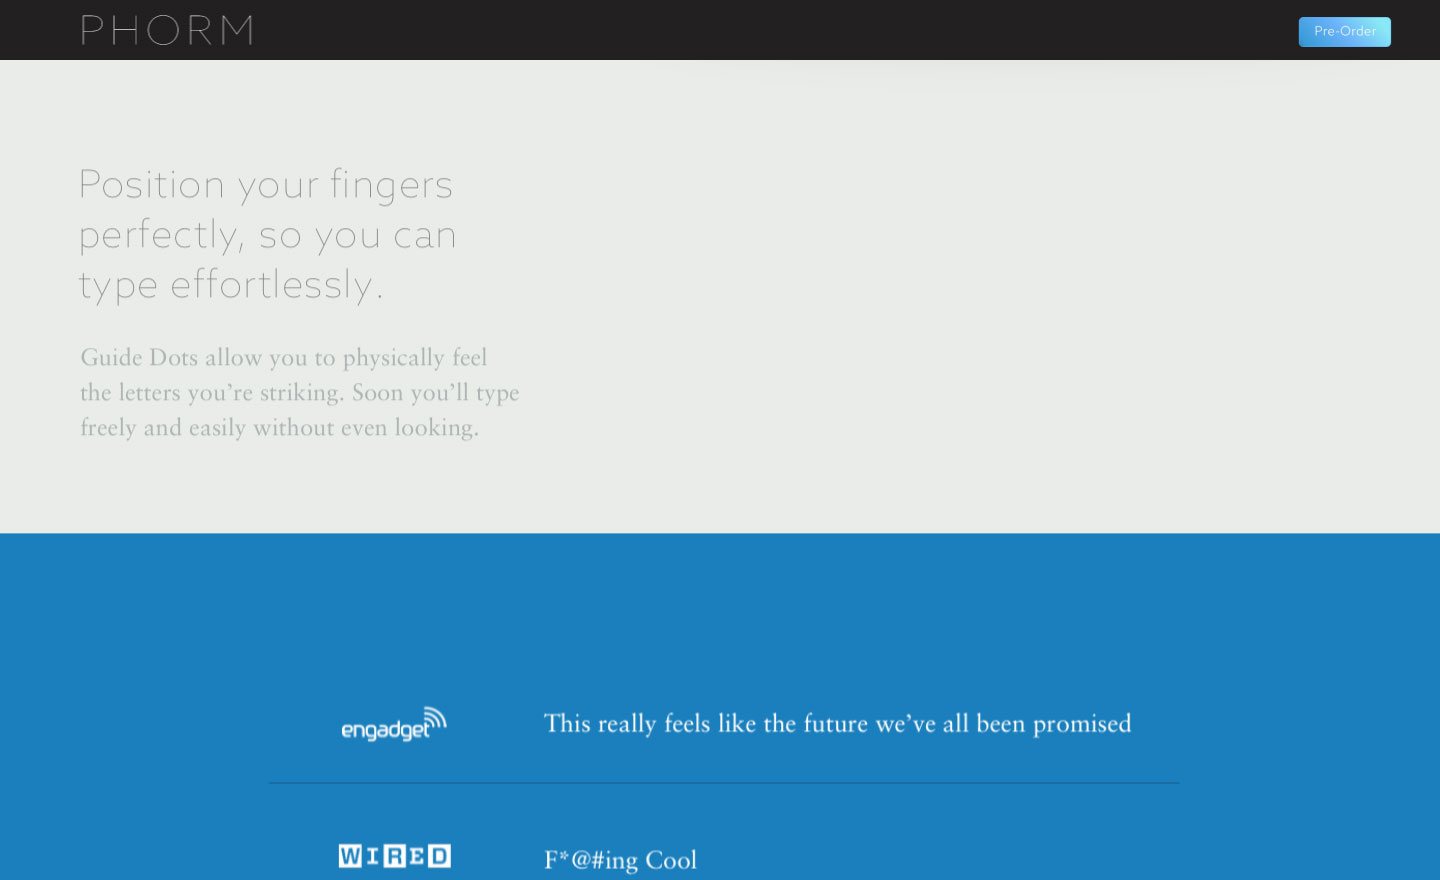 PHORM
Pre-Order
Position your fingers
perfectly, so you can
type effortlessly.
Guide Dots allow you to physically feel
the letters you’re striking. Soon you’ll type
freely and easily without even looking.
engadget
This really feels like the future we’ve all been promised
WIRED
F*@#ing Cool